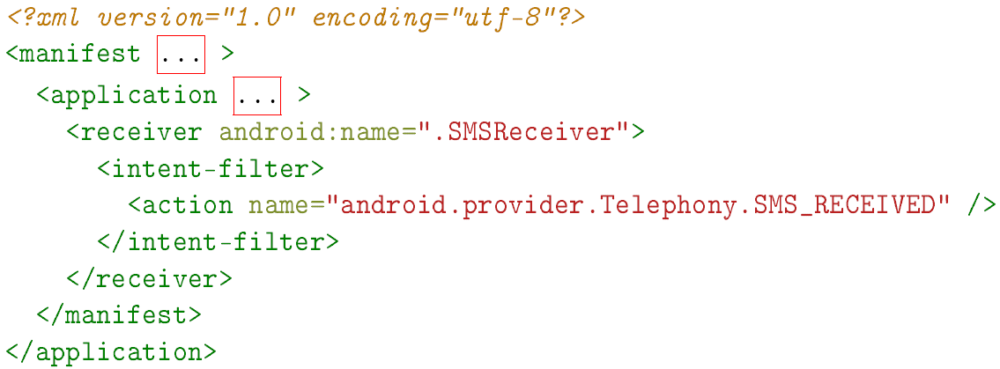 <?xml version="1.0" encoding="utf-8"?>
<manifest ... >
<application ... >
<receiver android:name=".SMSReceiver">
<intent-filter>
<action name="android.provider.Telephony.SMS_RECEIVED" />
</intent-filter>
</receiver>
</manifest>
</application>